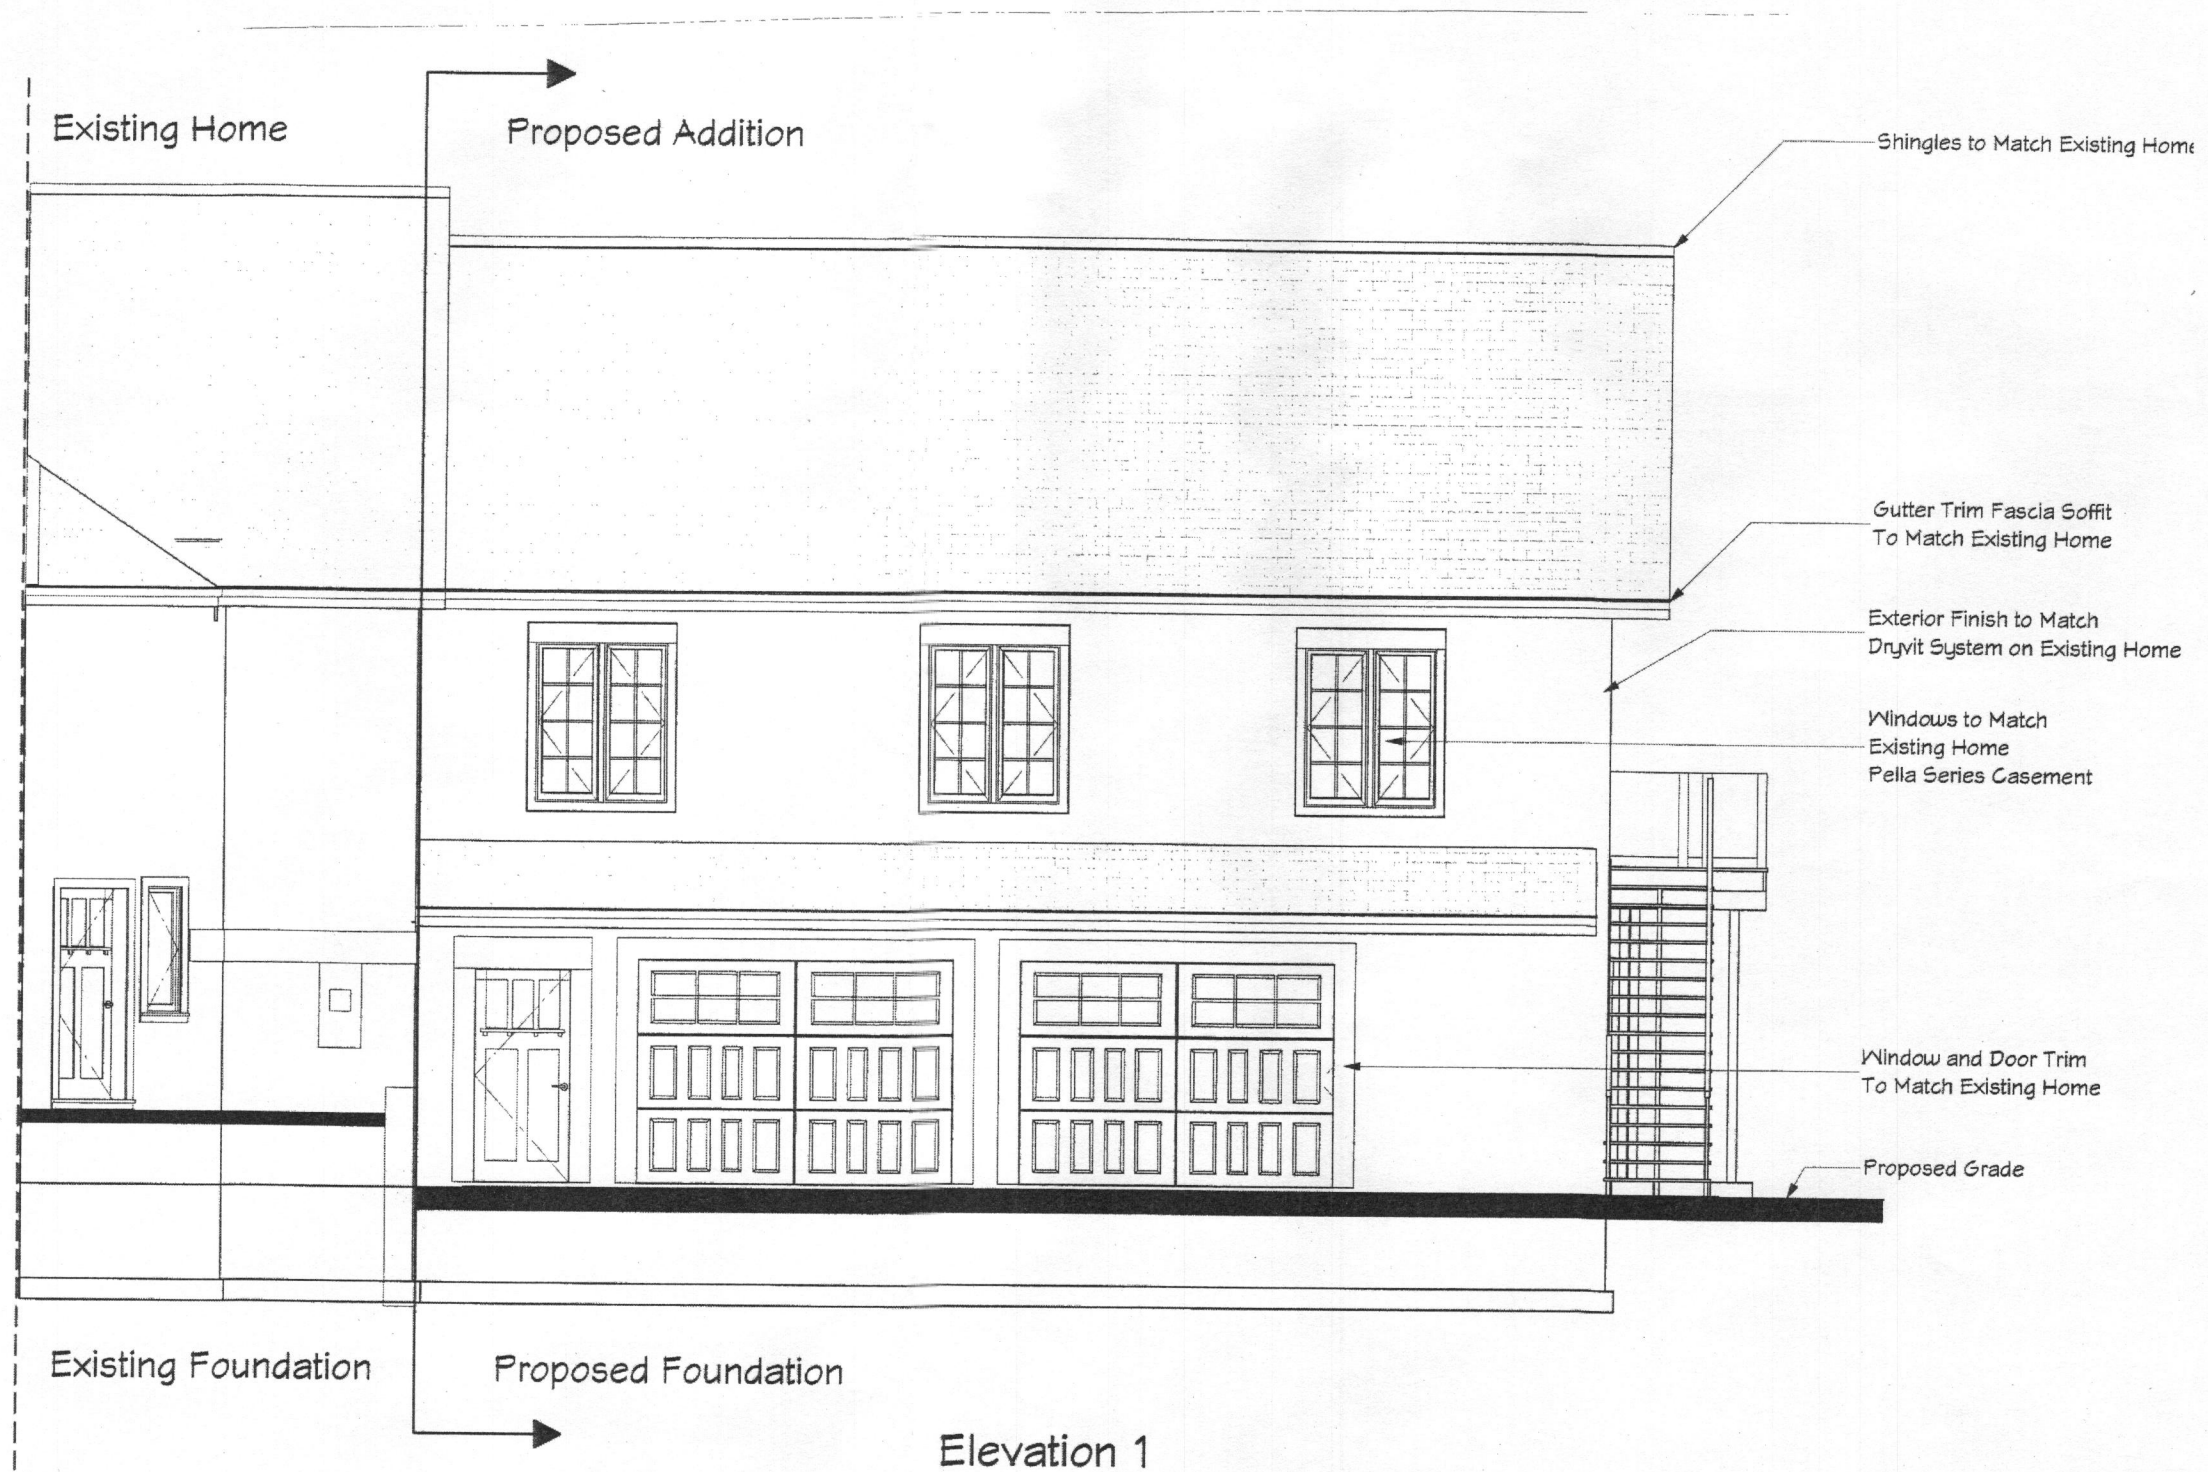 Existing Home
Proposed Addition
Shingles to Match Existing Home
Gutter Trim Fascia Soffit
To Match Existing Home
Exterior Finish to Match
Dryvit System on Existing Home
Windows to Match
Existing Home
Pella Series Casement
Window and Door Trim
To Match Existing Home
Proposed Grade
Existing Foundation
Proposed Foundation
Elevation 1